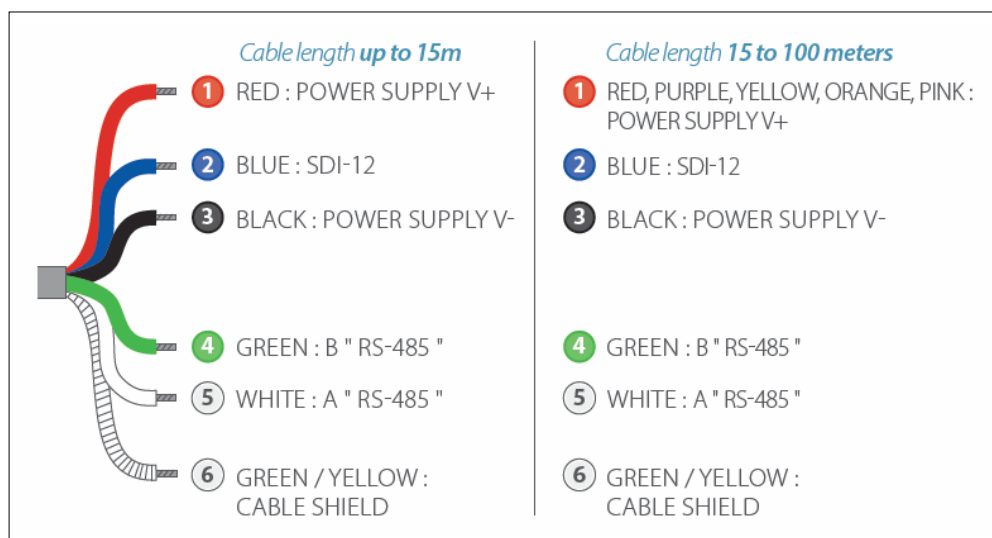 Cable length up to 15m
1 RED : POWER SUPPLY V+
2 BLUE : SDI-12
3 BLACK : POWER SUPPLY V-
4 GREEN : B " RS-485 "
5 WHITE : A " RS-485 "
6 GREEN / YELLOW :
CABLE SHIELD
Cable length 15 to 100 meters
1 RED, PURPLE, YELLOW, ORANGE, PINK :
POWER SUPPLY V+
2 BLUE : SDI-12
3 BLACK : POWER SUPPLY V-
4 GREEN : B " RS-485 "
5 WHITE : A " RS-485 "
6 GREEN / YELLOW :
CABLE SHIELD